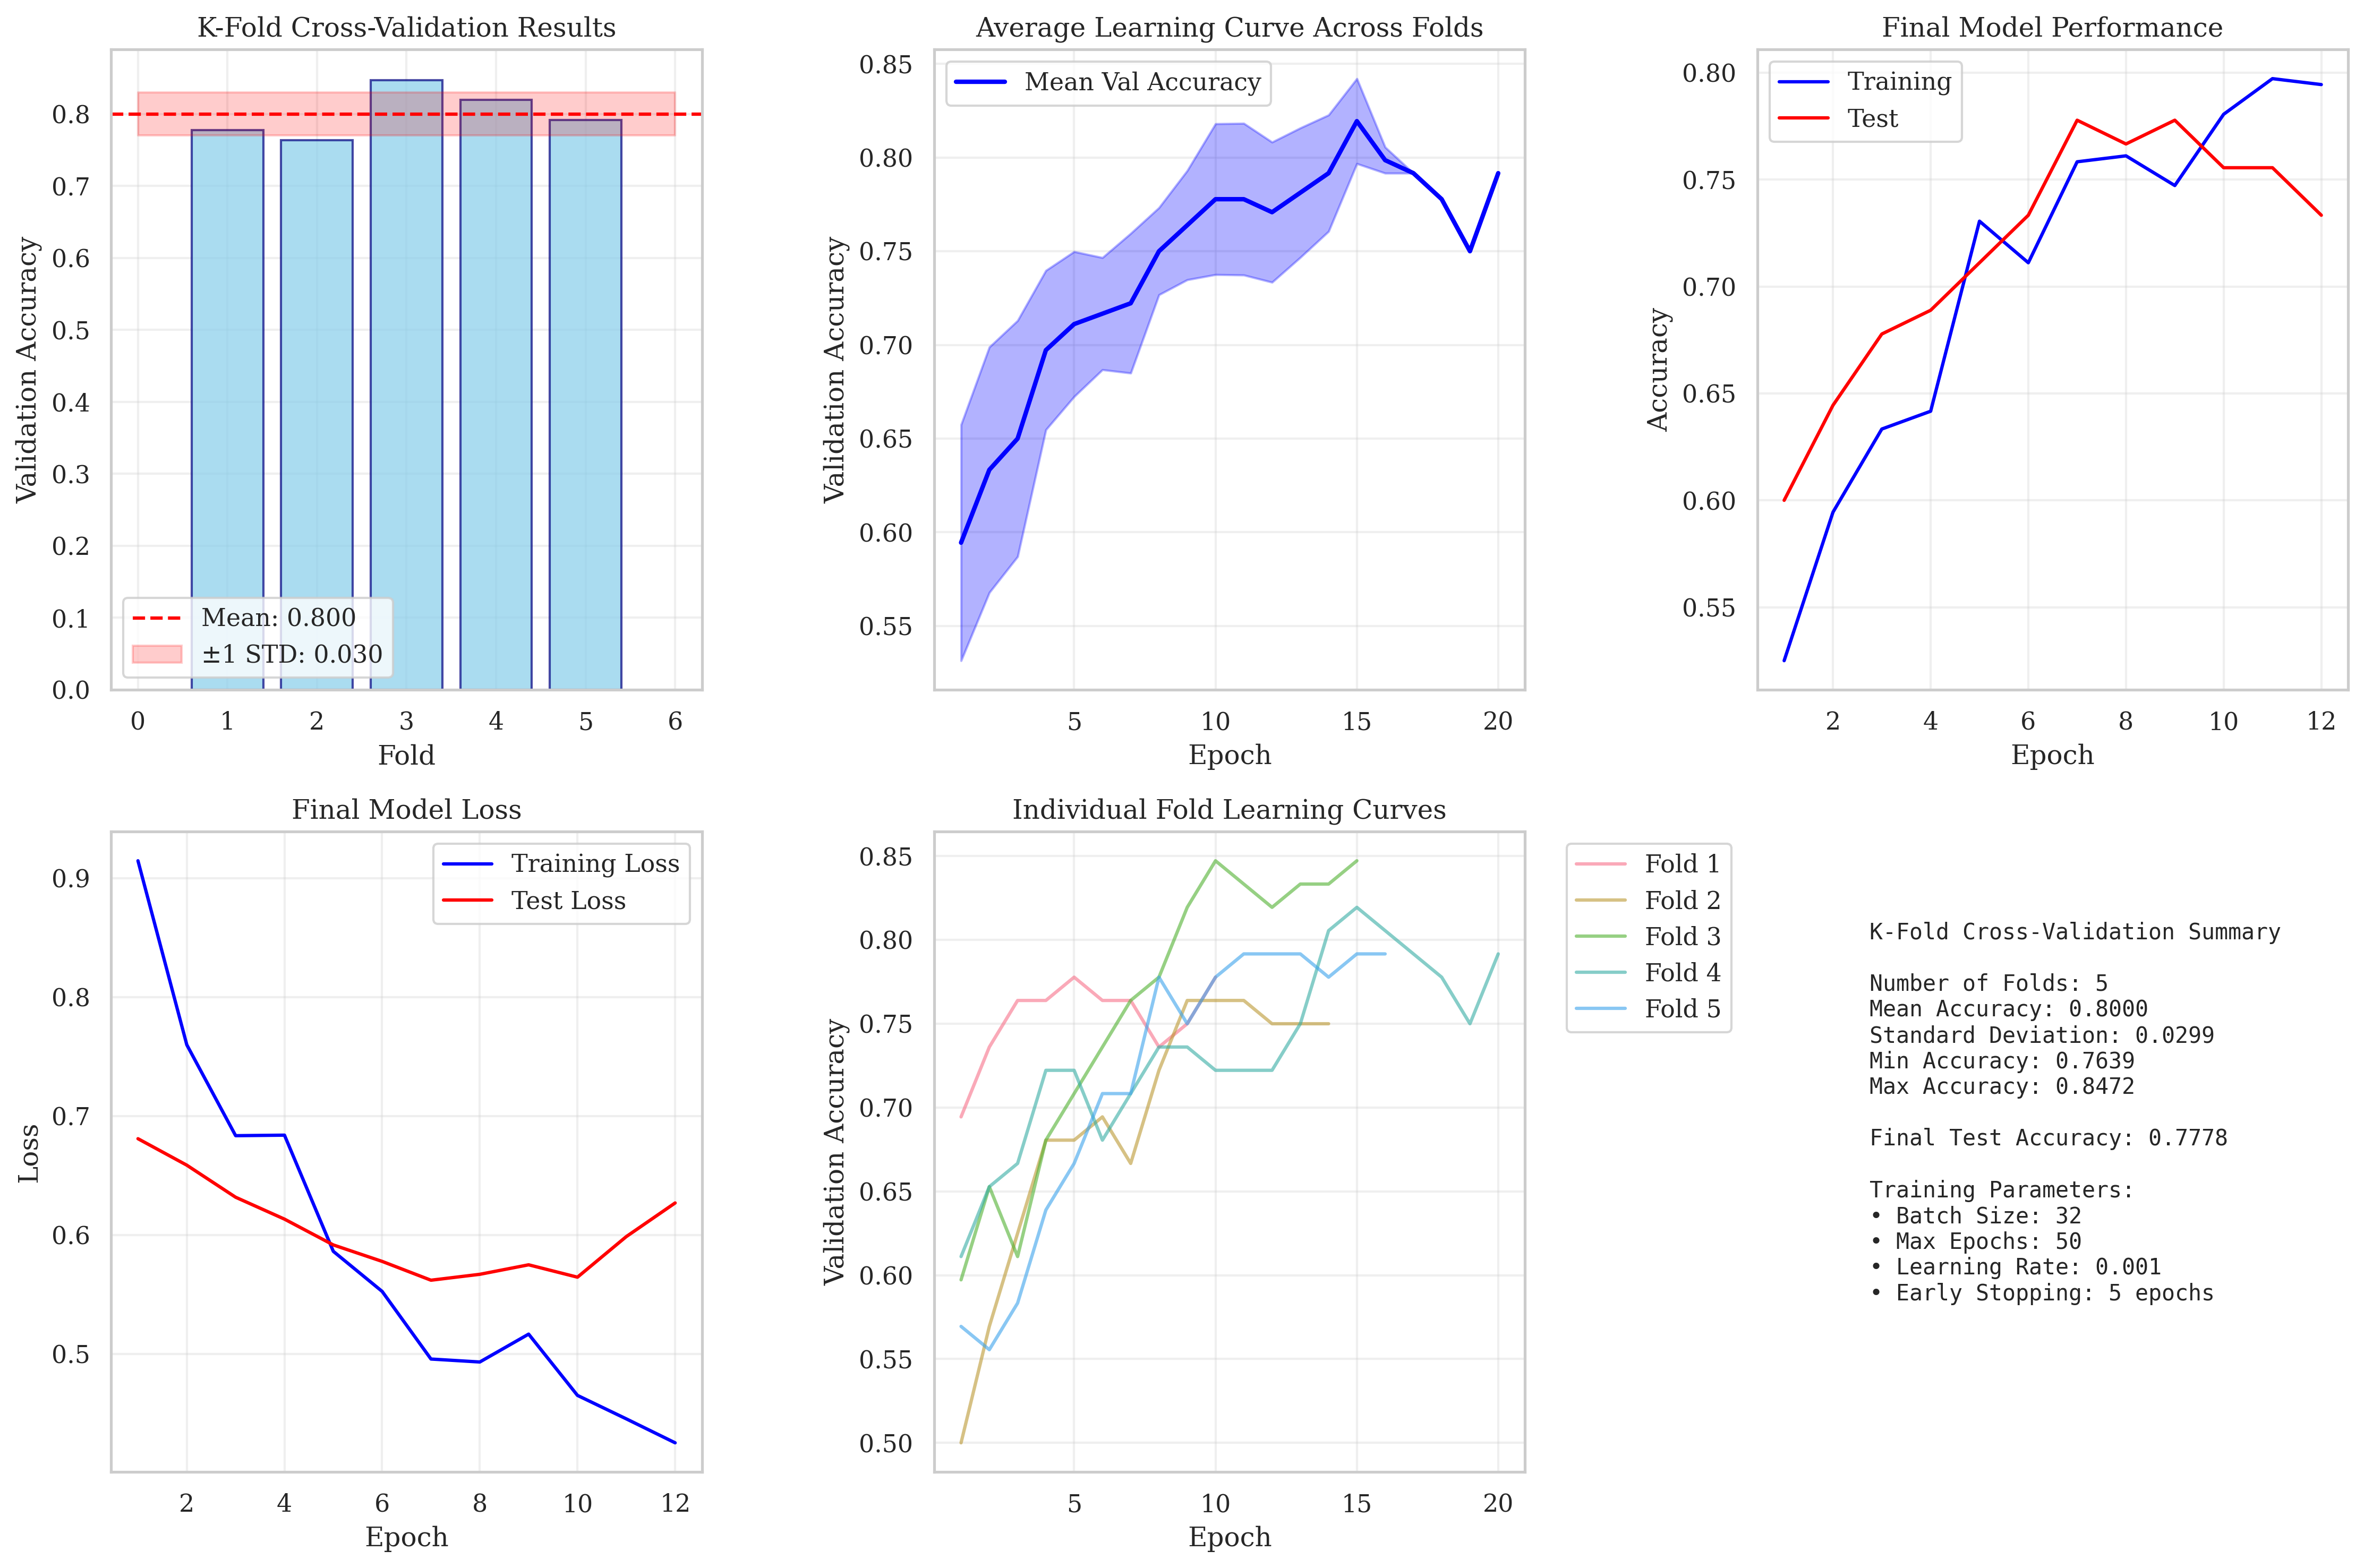 K-Fold Cross-Validation Results
Validation Accuracy
0.8
0.7
0.6
0.5
0.4
0.3
0.2
0.1
0.0
Mean: 0.800
±1 STD: 0.030
0 1 2 3 4 5 6
Fold
Average Learning Curve Across Folds
Mean Val Accuracy
Validation Accuracy
0.85
0.80
0.75
0.70
0.65
0.60
0.55
5 10 15 20
Epoch
Final Model Performance
Training
Test
Accuracy
0.80
0.75
0.70
0.65
0.60
0.55
2 4 6 8 10 12
Epoch
Final Model Loss
Training Loss
Test Loss
Loss
0.9
0.8
0.7
0.6
0.5
2 4 6 8 10 12
Epoch
Individual Fold Learning Curves
Validation Accuracy
0.85
0.80
0.75
0.70
0.65
0.60
0.55
0.50
5 10 15 20
Epoch
Fold 1
Fold 2
Fold 3
Fold 4
Fold 5
K-Fold Cross-Validation Summary
Number of Folds: 5
Mean Accuracy: 0.8000
Standard Deviation: 0.0299
Min Accuracy: 0.7639
Max Accuracy: 0.8472
Final Test Accuracy: 0.7778
Training Parameters:
• Batch Size: 32
• Max Epochs: 50
• Learning Rate: 0.001
• Early Stopping: 5 epochs